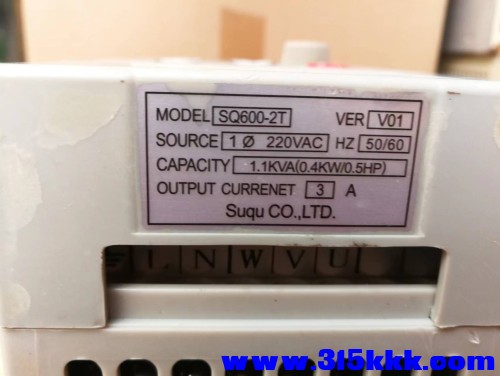 MODEL SQ600-2T VER V01
SOURCE 1 Ø 220VAC HZ 50/60
CAPACITY 1.1KVA(0.4KW/0.5HP)
OUTPUT CURRENET 3 A
Suqu CO.,LTD.
L N W V U
www.315kkk.com